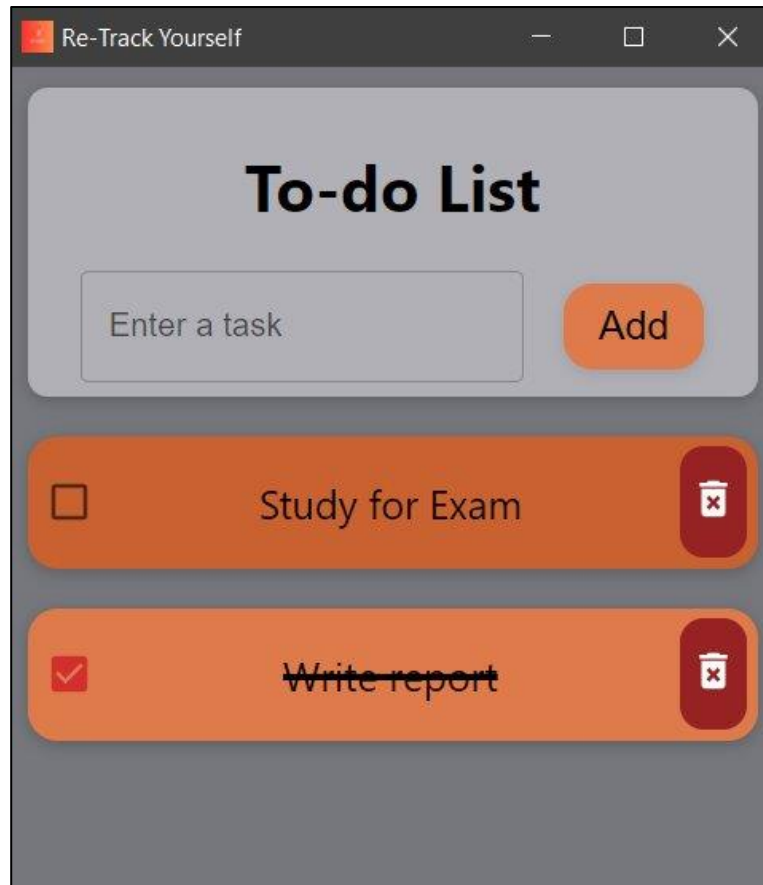 Re-Track Yourself
To-do List
Enter a task
Add
Study for Exam
Write report